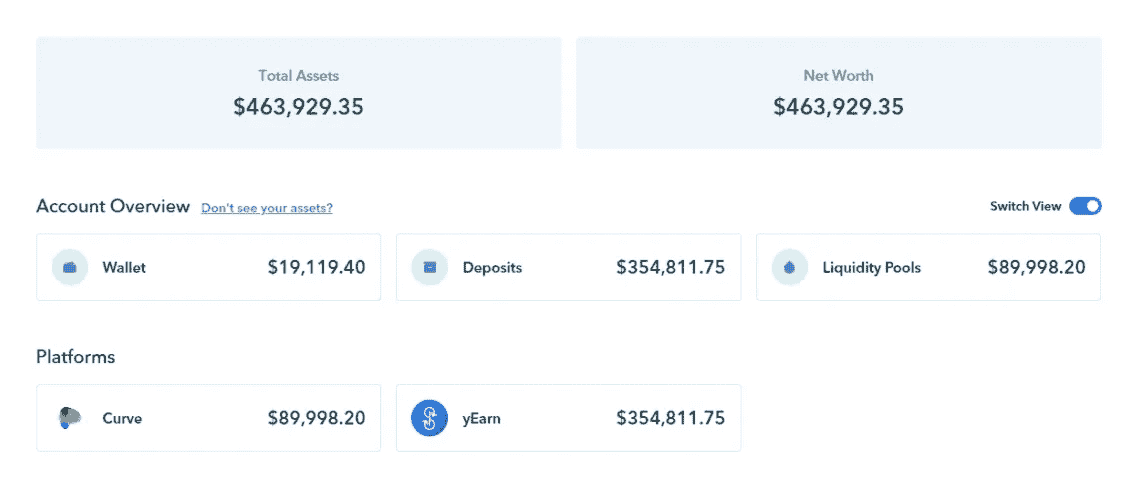 Total Assets
$463,929.35
Net Worth
$463,929.35
Account Overview Don't see your assets?
Switch View
Wallet $19,119.40
Deposits $354,811.75
Liquidity Pools $89,998.20
Platforms
Curve $89,998.20
yEarn $354,811.75